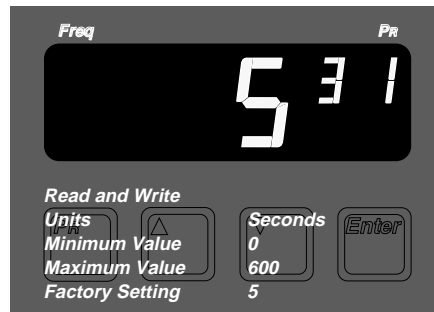 Freq PR
5 31
Read and Write
PR
Units Seconds
Enter
Minimum Value 0
Maximum Value 600
Factory Setting 5